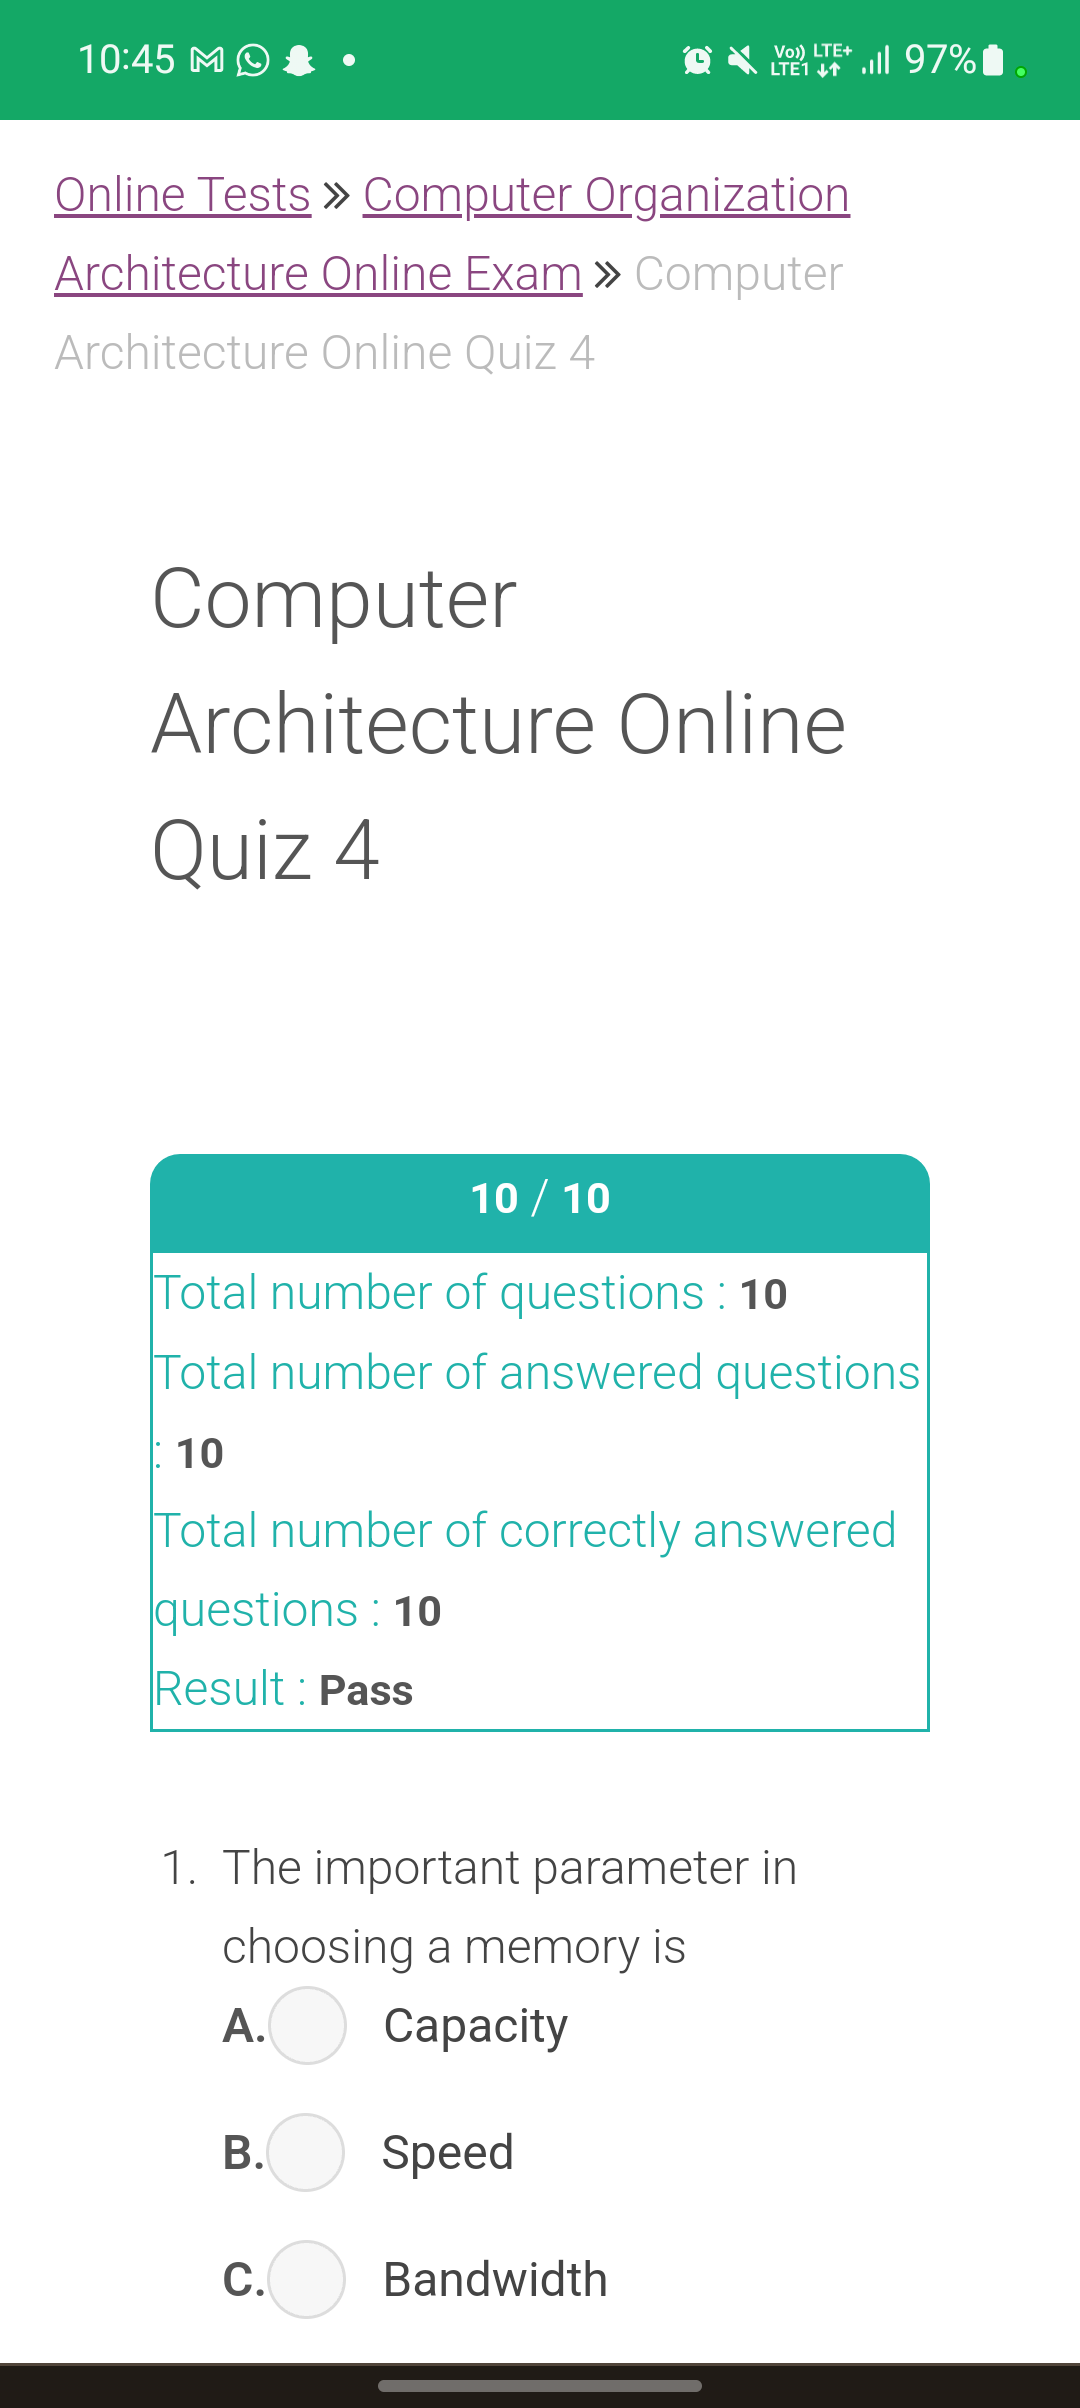 10:45
Vo)) LTE+
LTE1
97%
Online Tests » Computer Organization
Architecture Online Exam » Computer
Architecture Online Quiz 4
Computer
Architecture Online
Quiz 4
10 / 10
Total number of questions : 10
Total number of answered questions
: 10
Total number of correctly answered
questions : 10
Result : Pass
1. The important parameter in
choosing a memory is
A. Capacity
B. Speed
C. Bandwidth